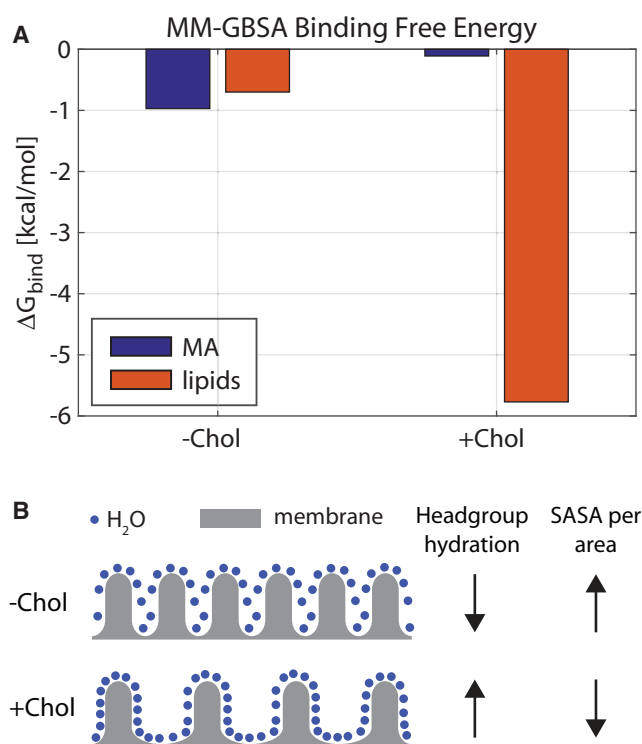 A
MM-GBSA Binding Free Energy
0
-1
-2
-3
-4
-5
-6
ΔGbind [kcal/mol]
MA
lipids
-Chol
+Chol
B
H2O
membrane
Headgroup
hydration
SASA per
area
-Chol
+Chol